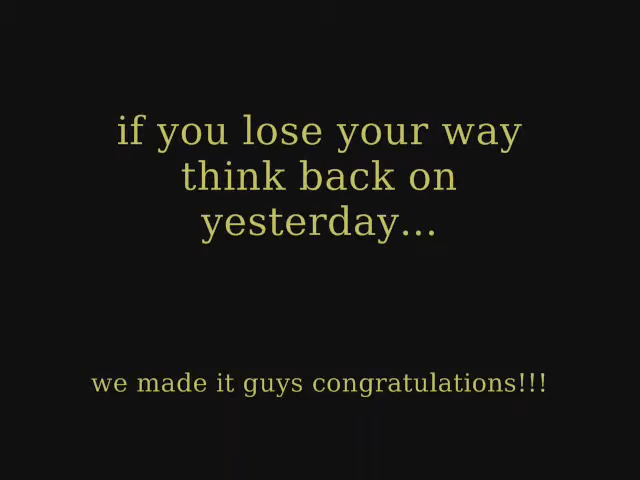 if you lose your way
think back on
yesterday...
we made it guys congratulations!!!